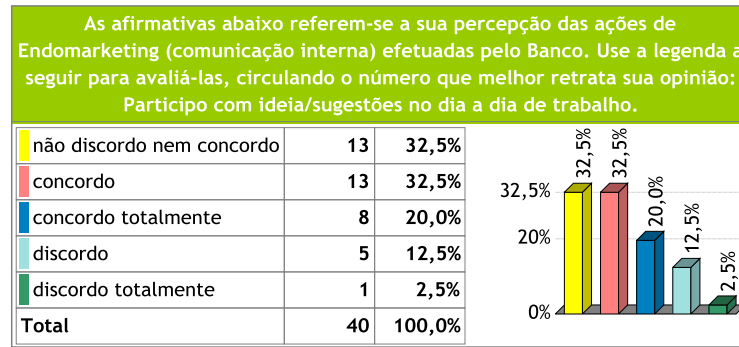 As afirmativas abaixo referem-se a sua percepção das ações de
Endomarketing (comunicação interna) efetuadas pelo Banco. Use a legenda a
seguir para avaliá-las, circulando o número que melhor retrata sua opinião:
Participo com ideia/sugestões no dia a dia de trabalho.
não discordo nem concordo 13 32,5%
concordo 13 32,5%
concordo totalmente 8 20,0%
discordo 5 12,5%
discordo totalmente 1 2,5%
Total 40 100,0%
32,5%
20%
0%
32,5%
32,5%
20,0%
12,5%
2,5%